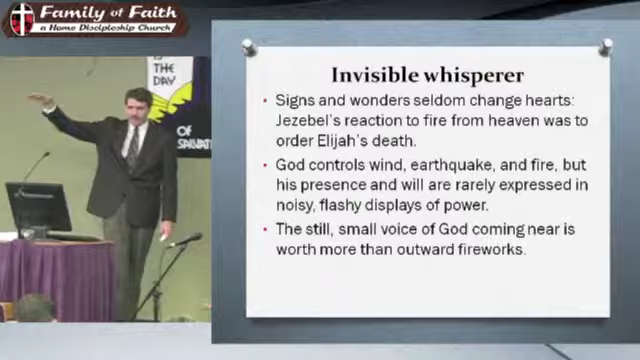 Family of Faith
a Home Discipleship Church
IS
THE
DAY
OF
SALVAT
Invisible whisperer
• Signs and wonders seldom change hearts:
Jezebel's reaction to fire from heaven was to
order Elijah's death.
• God controls wind, earthquake, and fire, but
his presence and will are rarely expressed in
noisy, flashy displays of power.
• The still, small voice of God coming near is
worth more than outward fireworks.